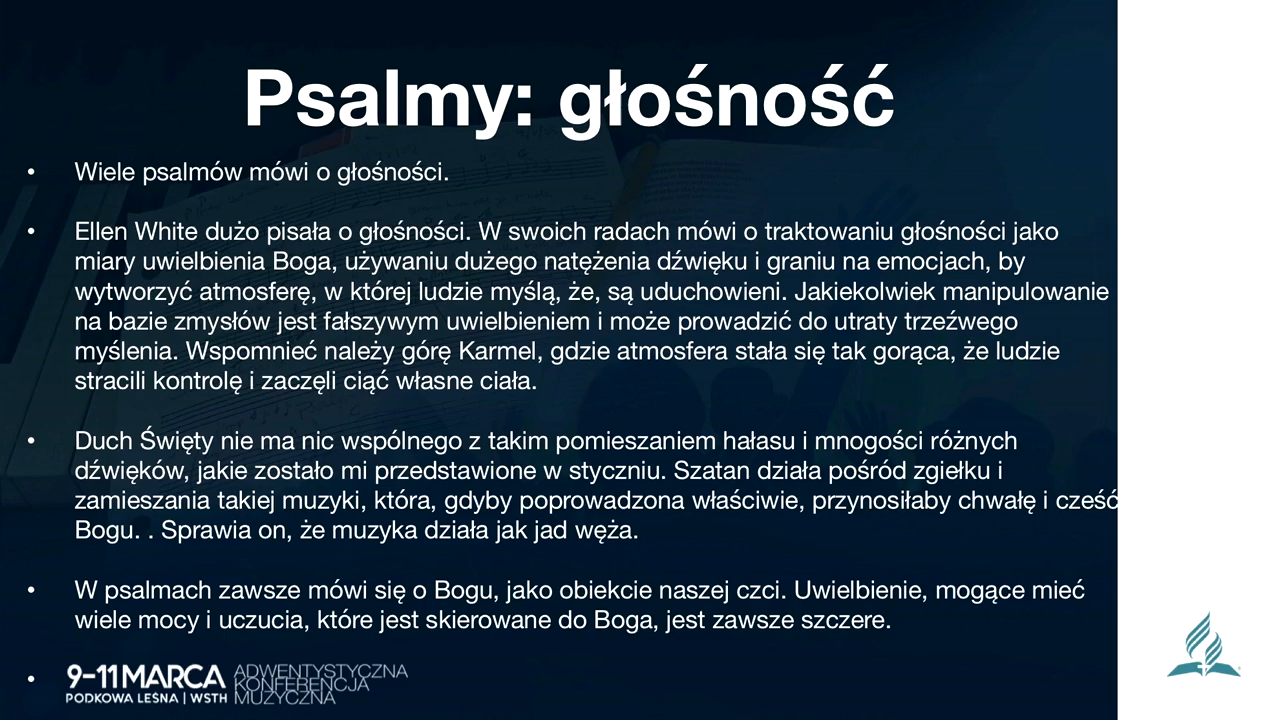 Psalmy: głośność
• Wiele psalmów mówi o głośności.
• Ellen White dużo pisała o głośności. W swoich radach mówi o traktowaniu głośności jako
miary uwielbienia Boga, używaniu dużego natężenia dźwięku i graniu na emocjach, by
wytworzyć atmosferę, w której ludzie myślą, że, są uduchowieni. Jakiekolwiek manipulowanie
na bazie zmysłów jest fałszywym uwielbieniem i może prowadzić do utraty trzeźwego
myślenia. Wspomnieć należy górę Karmel, gdzie atmosfera stała się tak gorąca, że ludzie
stracili kontrolę i zaczęli ciąć własne ciała.
• Duch Święty nie ma nic wspólnego z takim pomieszaniem hałasu i mnogości różnych
dźwięków, jakie zostało mi przedstawione w styczniu. Szatan działa pośród zgiełku i
zamieszania takiej muzyki, która, gdyby poprowadzona właściwie, przynosiłaby chwałę i cześć
Bogu. . Sprawia on, że muzyka działa jak jad węża.
• W psalmach zawsze mówi się o Bogu, jako obiekcie naszej czci. Uwielbienie, mogące mieć
wiele mocy i uczucia, które jest skierowane do Boga, jest zawsze szczere.
•
9-11 MARCA
PODKOWA LEŚNA | WSTH
ADWENTYSTYCZNA
KONFERENCJA
MUZYCZNA